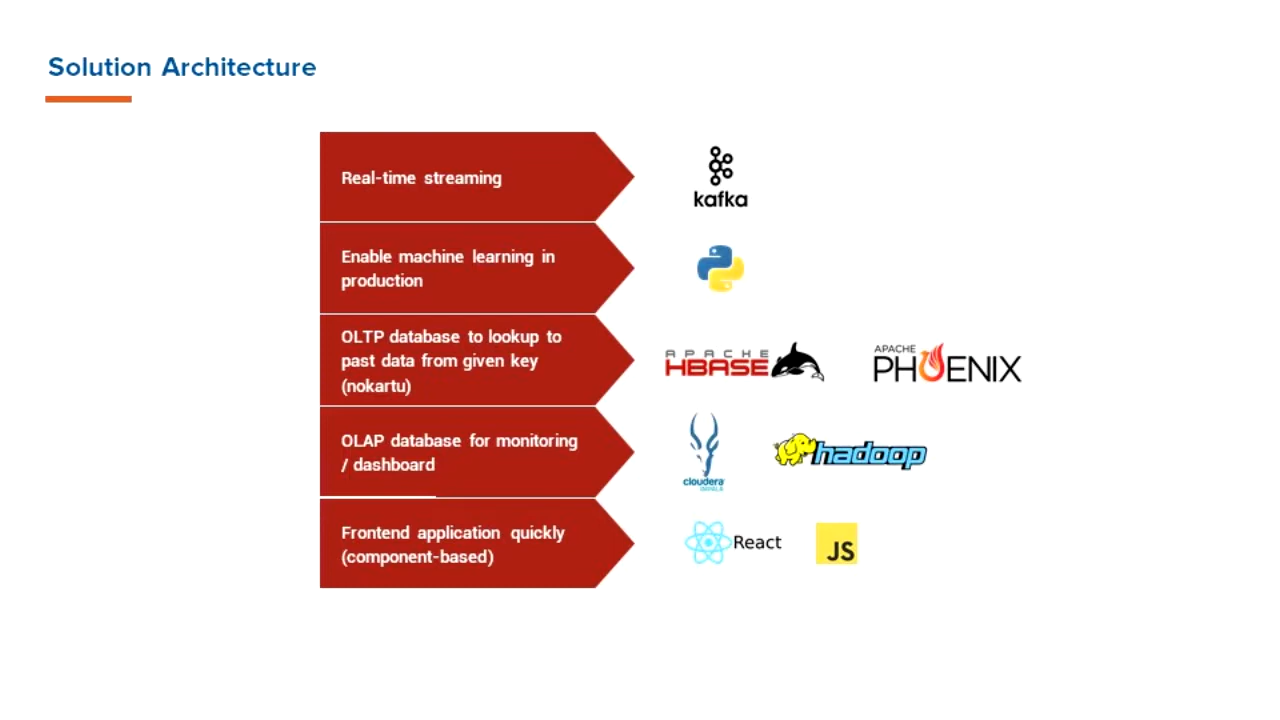 Solution Architecture
Real-time streaming
kafka
Enable machine learning in
production
OLTP database to lookup to
past data from given key
(nokartu)
APACHE
HBASE
APACHE
PHOENIX
OLAP database for monitoring
/ dashboard
cloudera
IMPALA
hadoop
Frontend application quickly
(component-based)
React
JS